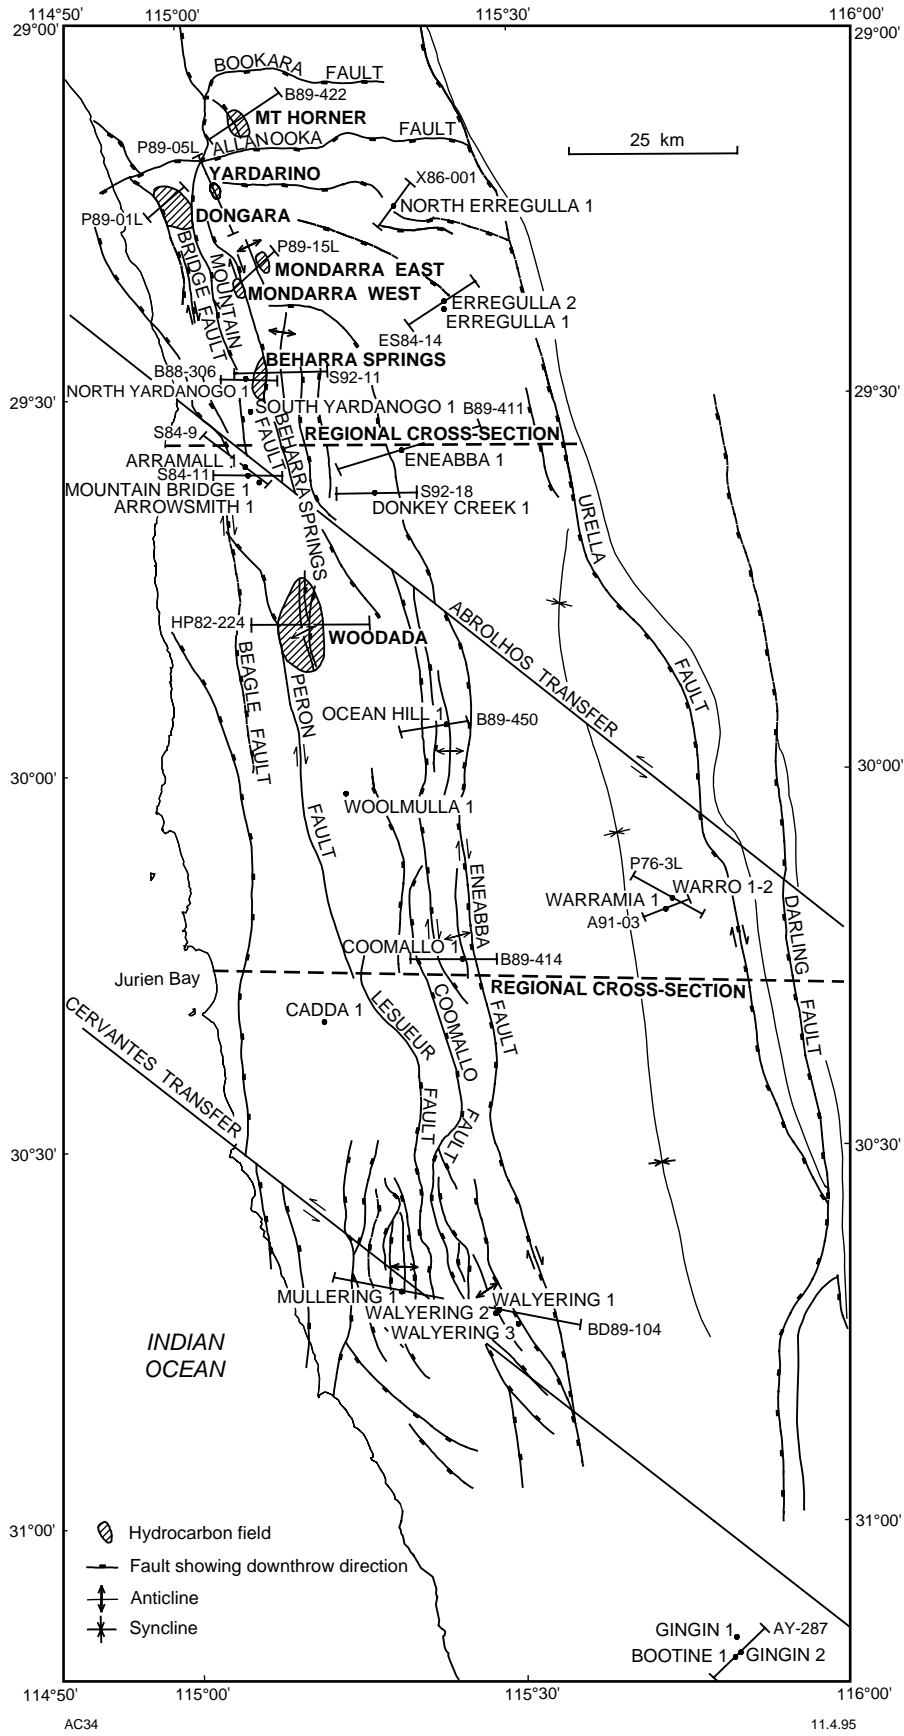 114°50' 115°00' 115°30' 116°00'
29°00' 29°00'
BOOKARA FAULT
B89-422
MT HORNER
P89-05L
ALLANOOKA FAULT
25 km
YARDARINO
X86-001
NORTH ERREGULLA 1
P89-01L
DONGARA
P89-15L
BRIDGE FAULT
MOUNTAIN
MONDARRA EAST
MONDARRA WEST
ERREGULLA 2
ERREGULLA 1
ES84-14
BEHARRA SPRINGS
B88-306
S92-11
NORTH YARDANOGO 1
29°30' 29°30'
SOUTH YARDANOGO 1
B89-411
S84-9
FAULT
REGIONAL CROSS-SECTION
ARRAMALL 1
ENEABBA 1
S84-11
MOUNTAIN BRIDGE 1
S92-18
ARROWSMITH 1
DONKEY CREEK 1
BEHARRA SPRINGS
URELLA FAULT
HP82-224
WOODADA
ABROLHOS TRANSFER
BEAGLE FAULT
PERON FAULT
OCEAN HILL 1
B89-450
30°00' 30°00'
WOOLMULLA 1
P76-3L
WARRO 1-2
WARRAMIA 1
A91-03
ENEABBA FAULT
DARLING FAULT
COOMALLO 1
B89-414
Jurien Bay
REGIONAL CROSS-SECTION
CADDA 1
LESUEUR FAULT
COOMALLO FAULT
CERVANTES TRANSFER
30°30' 30°30'
MULLERING 1
WALYERING 1
WALYERING 2
WALYERING 3
BD89-104
INDIAN
OCEAN
31°00' 31°00'
Hydrocarbon field
Fault showing downthrow direction
Anticline
Syncline
GINGIN 1
AY-287
BOOTINE 1
GINGIN 2
114°50' 115°00' 115°30' 116°00'
AC34 11.4.95